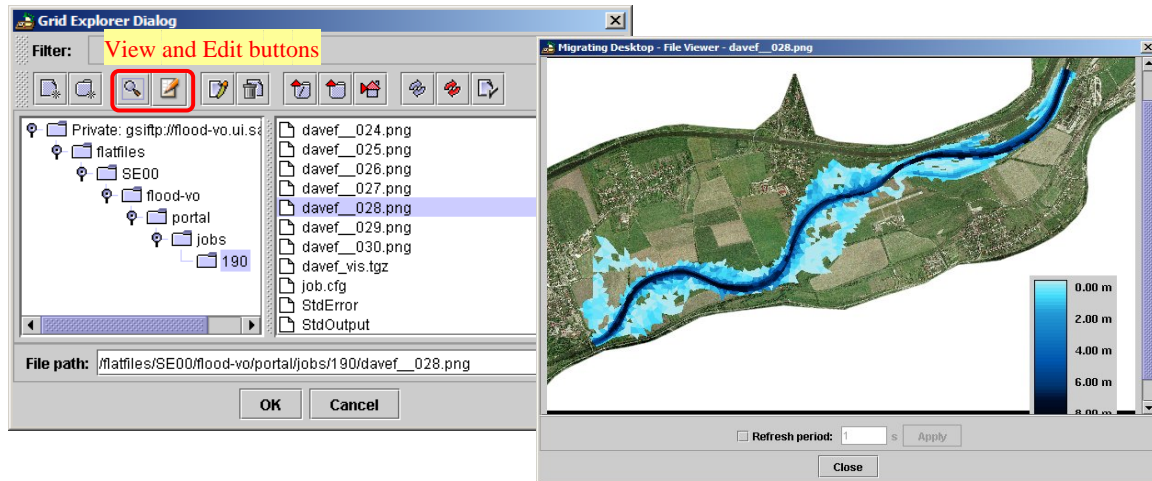 Grid Explorer Dialog
Filter:
View and Edit buttons
Private: gsiftp://flood-vo.ui.sa
flatfiles
SE00
flood-vo
portal
jobs
190
davef__024.png
davef__025.png
davef__026.png
davef__027.png
davef__028.png
davef__029.png
davef__030.png
davef_vis.tgz
job.cfg
StdError
StdOutput
File path: /flatfiles/SE00/flood-vo/portal/jobs/190/davef__028.png
OK Cancel
Migrating Desktop - File Viewer - davef__028.png
0.00 m
2.00 m
4.00 m
6.00 m
8.00 m
Refresh period: 1 s Apply
Close